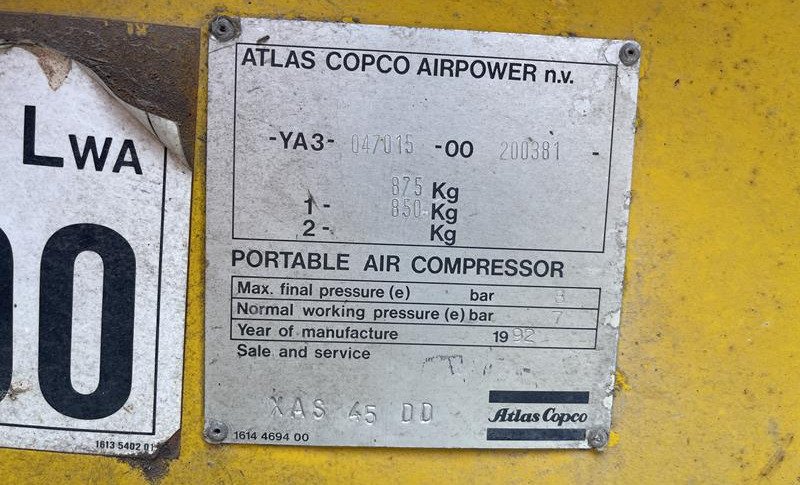 LWA
00
1613 5402 01
ATLAS COPCO AIRPOWER n.v.
-YA3- 047015 -00 200381 -
875 Kg
1- 850 Kg
2- Kg
PORTABLE AIR COMPRESSOR
Max. final pressure (e) bar 8
Normal working pressure (e) bar 7
Year of manufacture 1992
Sale and service
XAS 45 DD
Atlas Copco
1614 4694 00